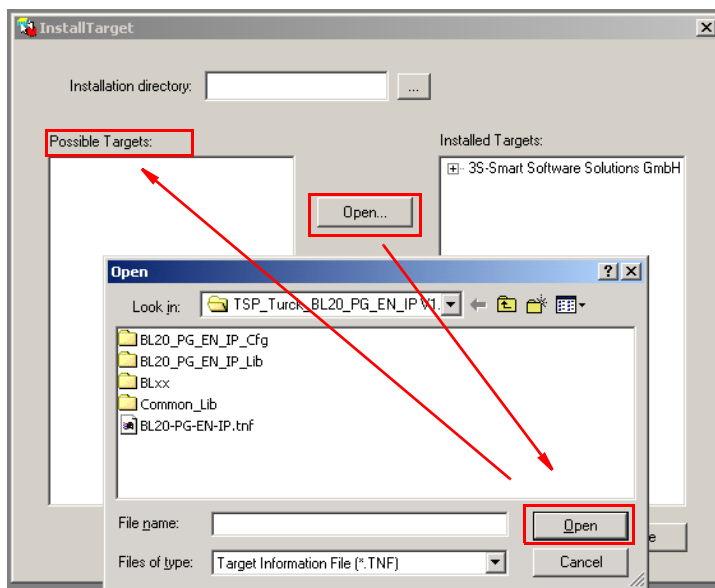 InstallTarget
Installation directory:
...
Possible Targets:
Installed Targets:
3S-Smart Software Solutions GmbH
Open...
Open
Look in:
TSP_Turck_BL20_PG_EN_IP V1.
BL20_PG_EN_IP_Cfg
BL20_PG_EN_IP_Lib
BLxx
Common_Lib
BL20-PG-EN-IP.tnf
File name:
Open
e
Files of type:
Target Information File (*.TNF)
Cancel